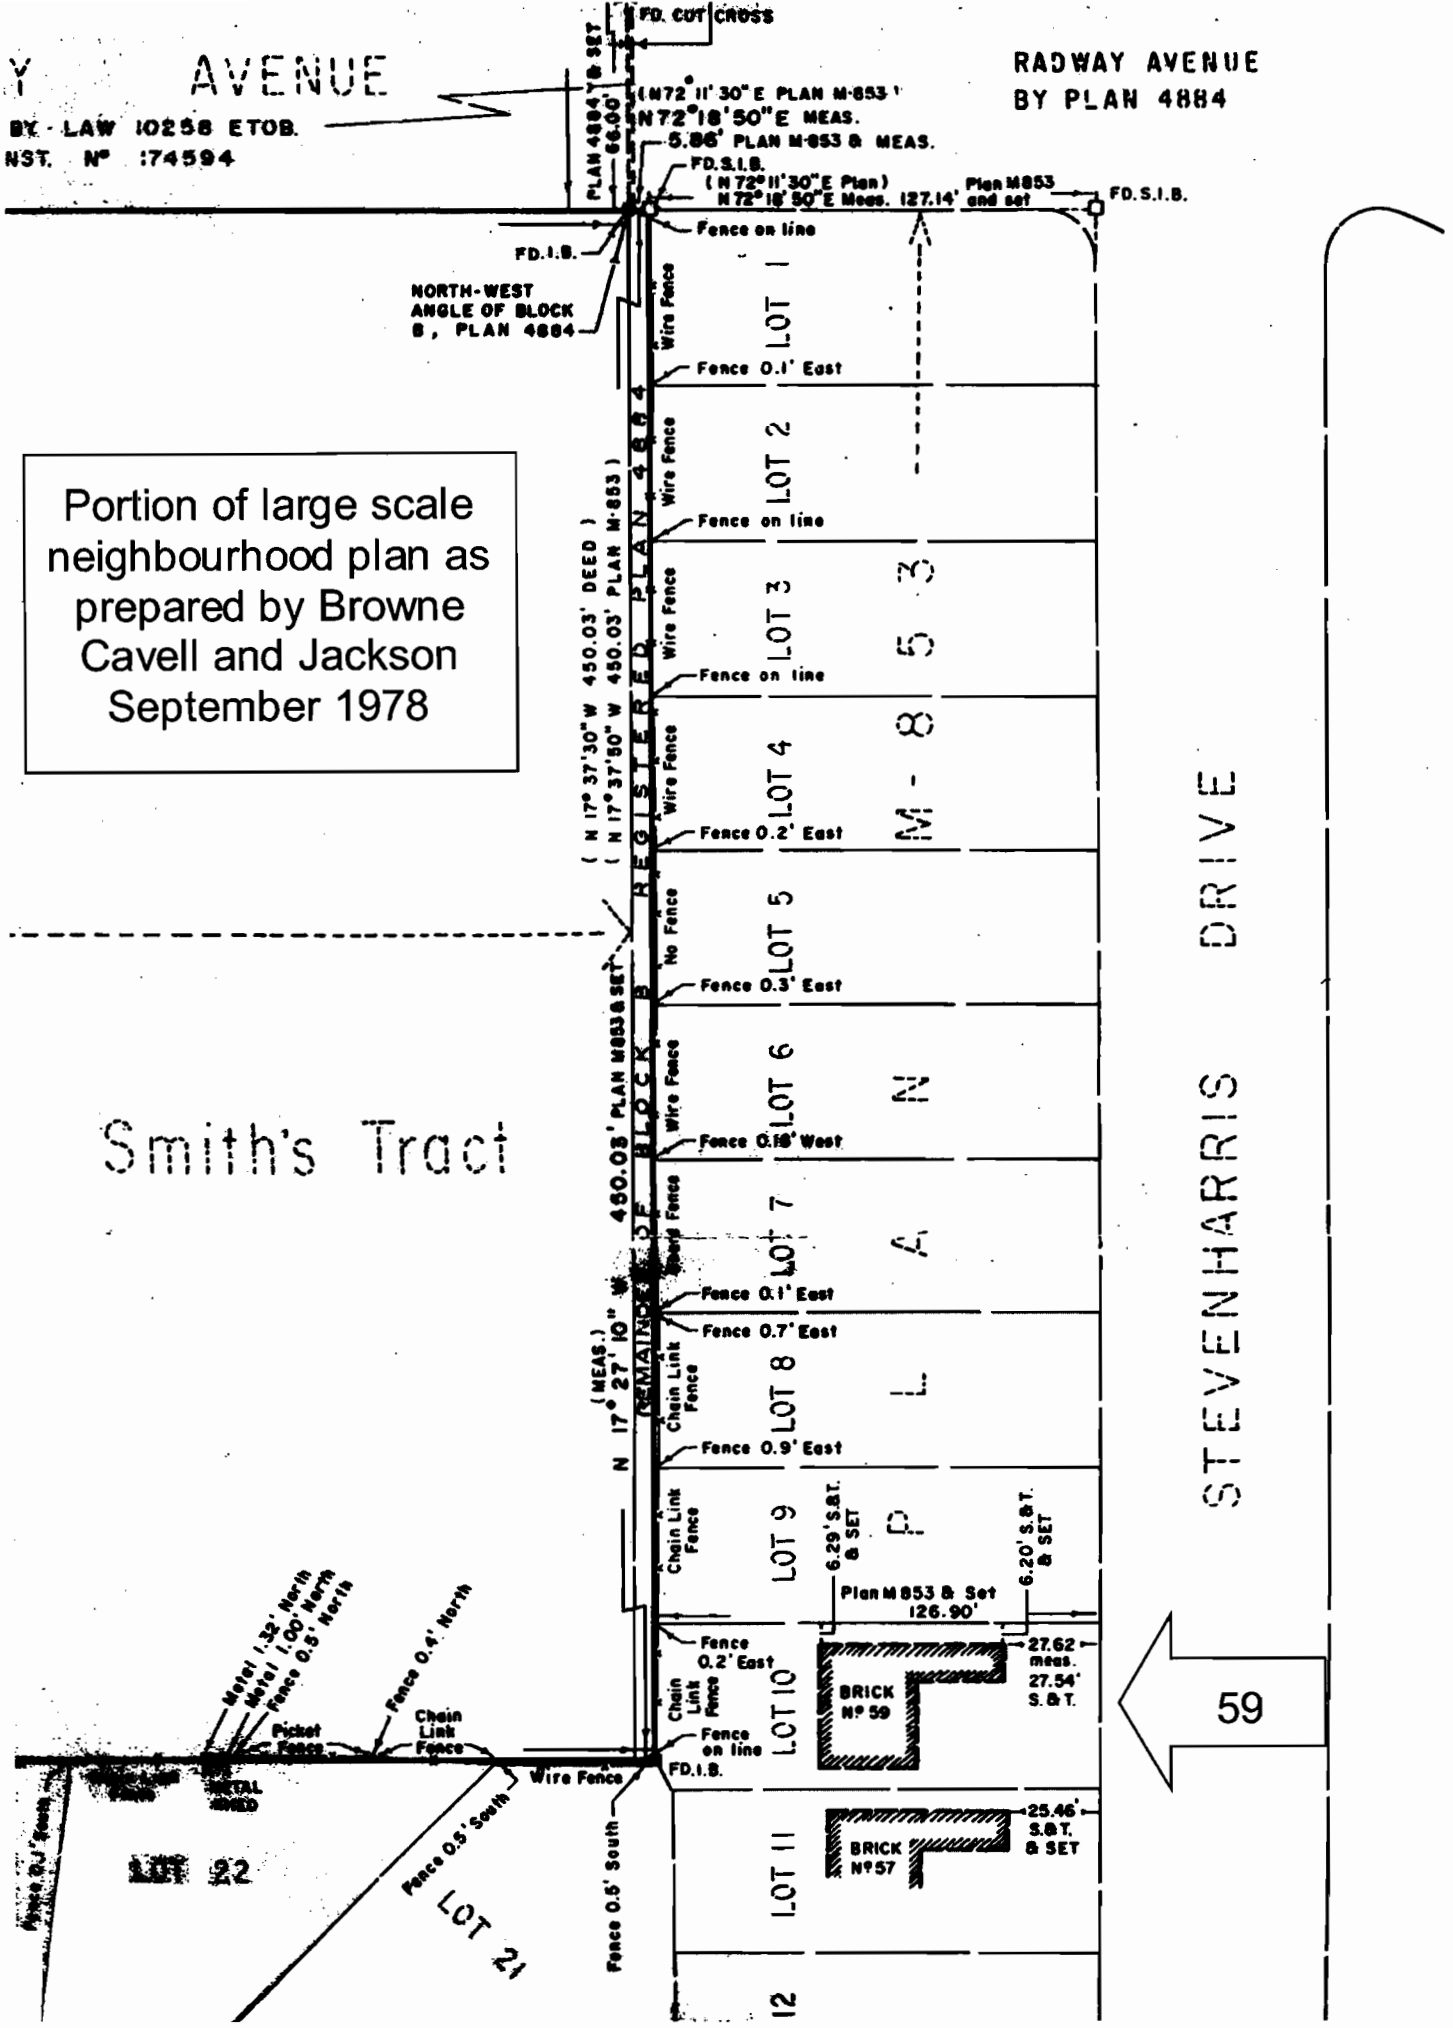 FD. CUT CROSS
Y AVENUE
BY-LAW 10258 ETOB.
NST. Nº :74594
PLAN 4884 & SET
66.00'
(N72°11'30"E PLAN M-853)
N72°18'50"E MEAS.
5.86' PLAN M-853 & MEAS.
RADWAY AVENUE
BY PLAN 4884
FD.S.I.B.
(N72°11'30"E Plan)
N72°18'50"E Meas. 127.14'
Plan M853
and set
FD.S.I.B.
Fence on line
FD.I.B.
NORTH-WEST
ANGLE OF BLOCK
B, PLAN 4884
Wire Fence
LOT 1
Fence 0.1' East
Wire Fence
LOT 2
Fence on line
Portion of large scale
neighbourhood plan as
prepared by Browne
Cavell and Jackson
September 1978
(N 17°37'30" W 450.03' DEED)
(N 17°37'50" W 450.03' PLAN M-853)
REMAINDER OF BLOCK B REGISTERED PLAN 4884
Wire Fence
LOT 3
Fence on line
Wire Fence
LOT 4
Fence 0.2' East
No Fence
LOT 5
Fence 0.3' East
PLAN M-853
STEVENHARRIS DRIVE
Smith's Tract
(MEAS.)
N 17° 27' 10" W 450.03' PLAN M853 & SET
Wire Fence
LOT 6
Fence 0.18' West
Board Fence
LOT 7
Fence 0.1' East
Fence 0.7' East
Chain Link
Fence
LOT 8
Fence 0.9' East
Chain Link
Fence
LOT 9
6.29' S.&T.
& SET
6.20' S.&T.
& SET
Plan M853 & Set
126.90'
Fence
0.2' East
Chain
Link
Fence
LOT 10
BRICK
Nº 59
27.62
meas.
27.54'
S.&T.
59
Fence
on line
FD.I.B.
Metal 1.32' North
Metal 1.00' North
Fence 0.5' North
Fence 0.4' North
Picket
Fence
Chain
Link
Fence
Wire Fence
METAL
SHED
Fence 0.5' South
Fence 0.5' South
LOT 22
LOT 21
LOT 11
BRICK
Nº 57
25.46'
S.&T.
& SET
12